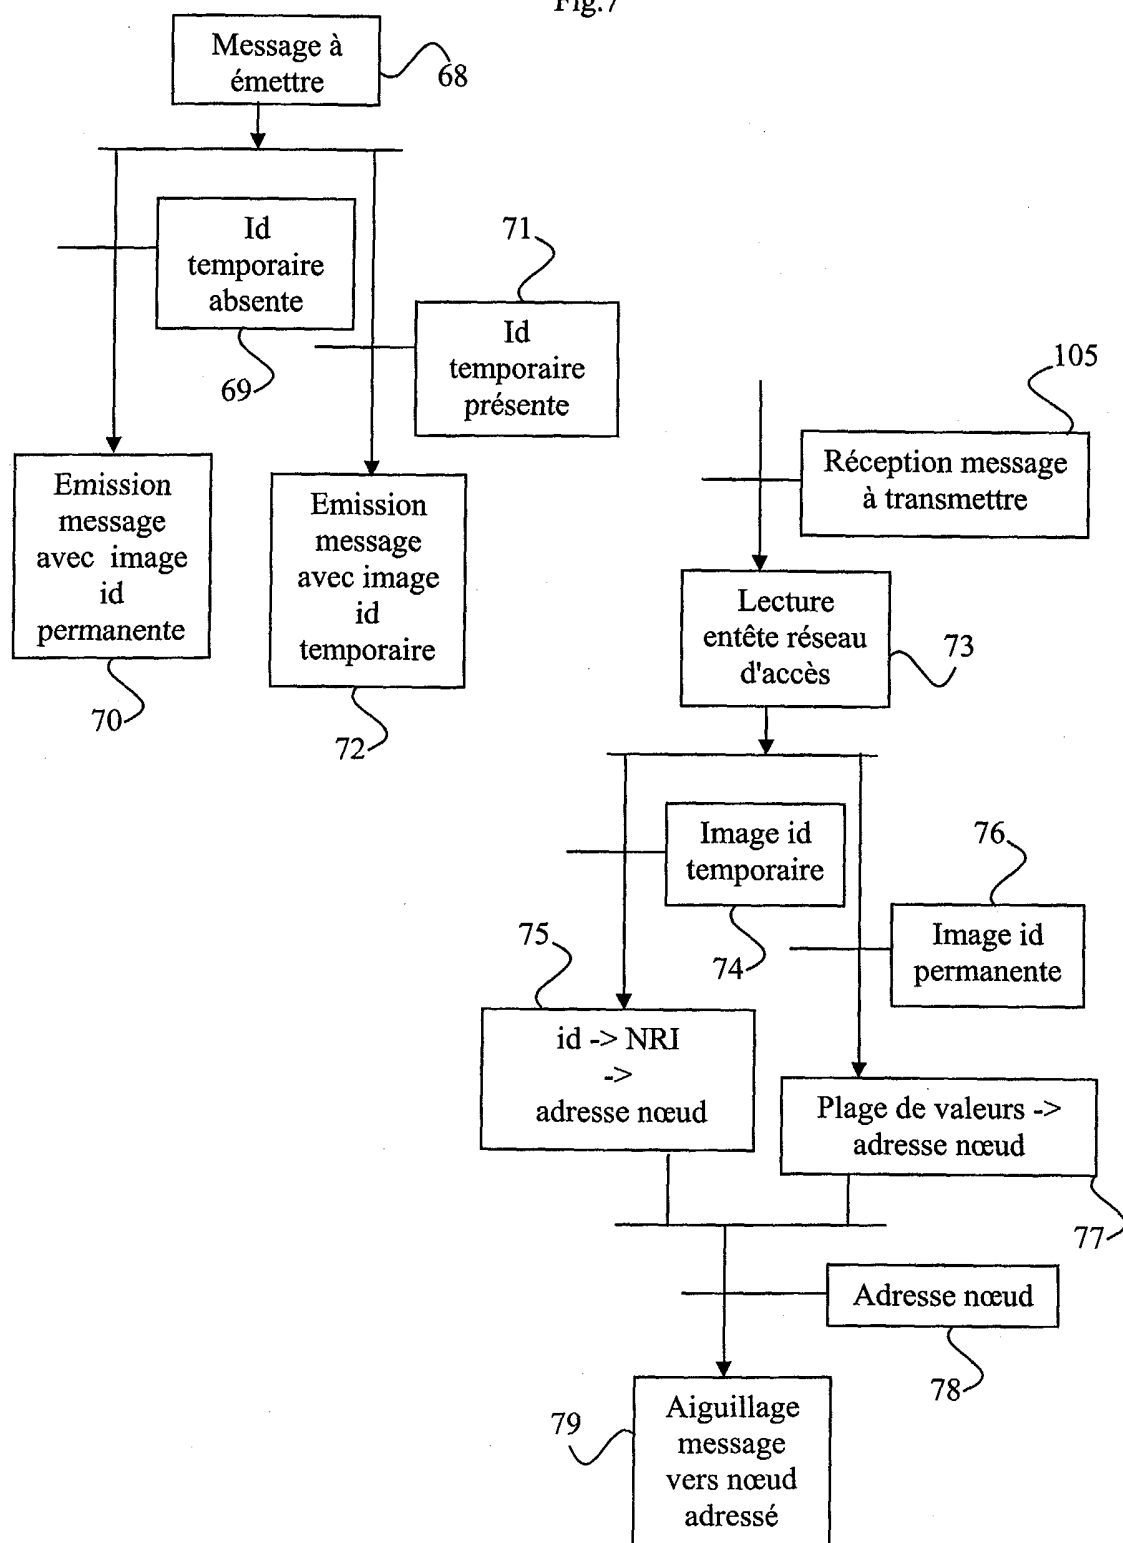 Fig.7
Message à
émettre
68
Id
temporaire
absente
69
71
Id
temporaire
présente
Emission
message
avec image
id
permanente
70
Emission
message
avec image
id
temporaire
72
105
Réception message
à transmettre
Lecture
entête réseau
d'accès
73
Image id
temporaire
74
76
Image id
permanente
75
id -> NRI
->
adresse nœud
Plage de valeurs ->
adresse nœud
77
Adresse nœud
78
79
Aiguillage
message
vers nœud
adressé